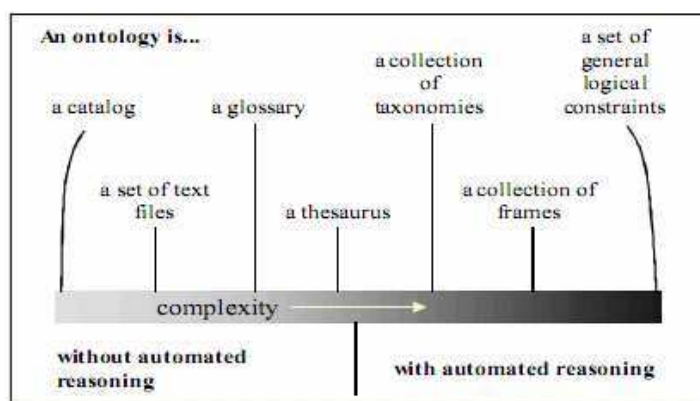 An ontology is...
a catalog
a set of text
files
a glossary
a thesaurus
a collection
of
taxonomies
a collection of
frames
a set of
general
logical
constraints
complexity
without automated
reasoning
with automated reasoning